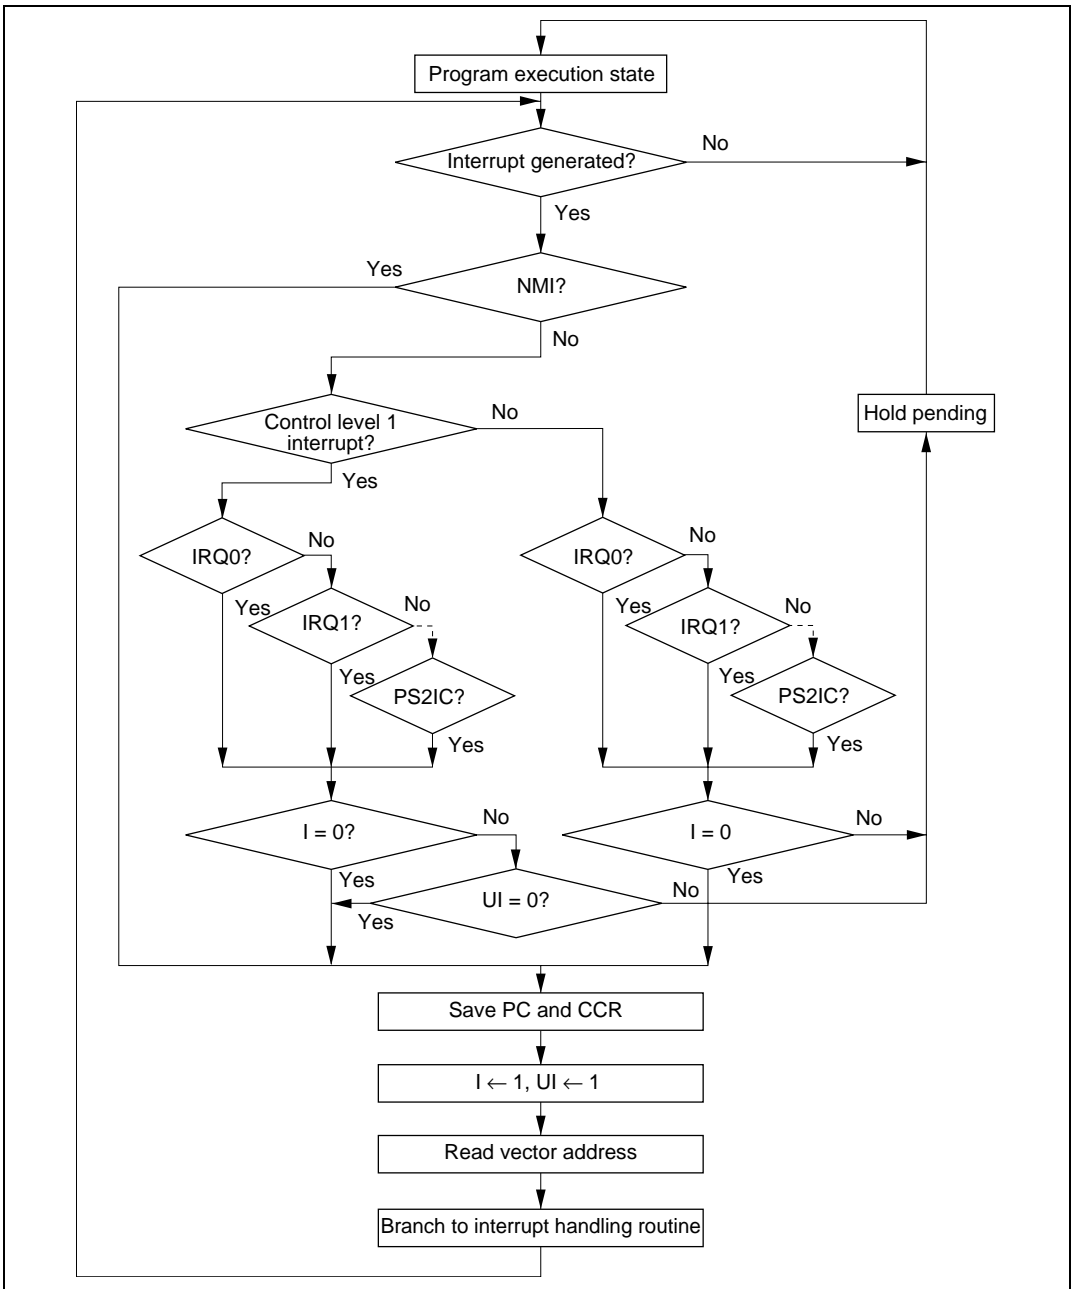 Program execution state
Interrupt generated?
No
Yes
NMI?
Yes
No
Control level 1
interrupt?
No
Yes
Hold pending
IRQ0?
No
Yes
IRQ1?
No
Yes
PS2IC?
Yes
IRQ0?
No
Yes
IRQ1?
No
Yes
PS2IC?
Yes
I = 0?
No
Yes
UI = 0?
No
Yes
I = 0
No
Yes
Save PC and CCR
I ← 1, UI ← 1
Read vector address
Branch to interrupt handling routine